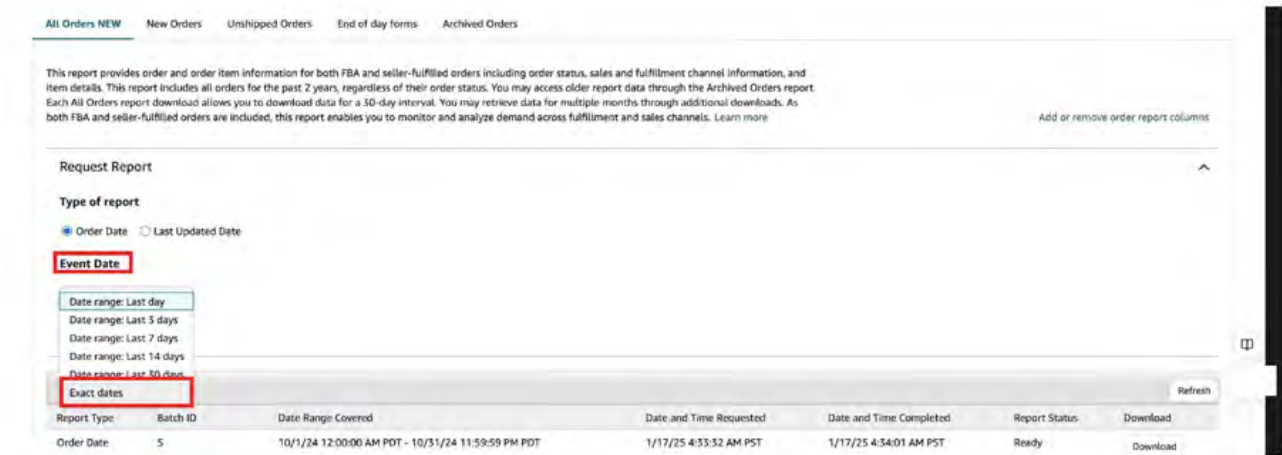 All Orders NEW New Orders Unshipped Orders End of day forms Archived Orders
This report provides order and order item information for both FBA and seller-fulfilled orders including order status, sales and fulfillment channel information, and
item details. This report includes all orders for the past 2 years, regardless of their order status. You may access older report data through the Archived Orders report
Each All Orders report download allows you to download data for a 30-day interval. You may retrieve data for multiple months through additional downloads. As
both FBA and seller-fulfilled orders are included, this report enables you to monitor and analyze demand across fulfillment and sales channels. Learn more
Add or remove order report columns
Request Report
Type of report
Order Date Last Updated Date
Event Date
Date range: Last day
Date range: Last 3 days
Date range: Last 7 days
Date range: Last 14 days
Date range: Last 30 days
Exact dates
Refresh
Report Type Batch ID Date Range Covered Date and Time Requested Date and Time Completed Report Status Download
Order Date 5 10/1/24 12:00:00 AM PDT - 10/31/24 11:59:59 PM PDT 1/17/25 4:33:32 AM PST 1/17/25 4:34:01 AM PST Ready Download